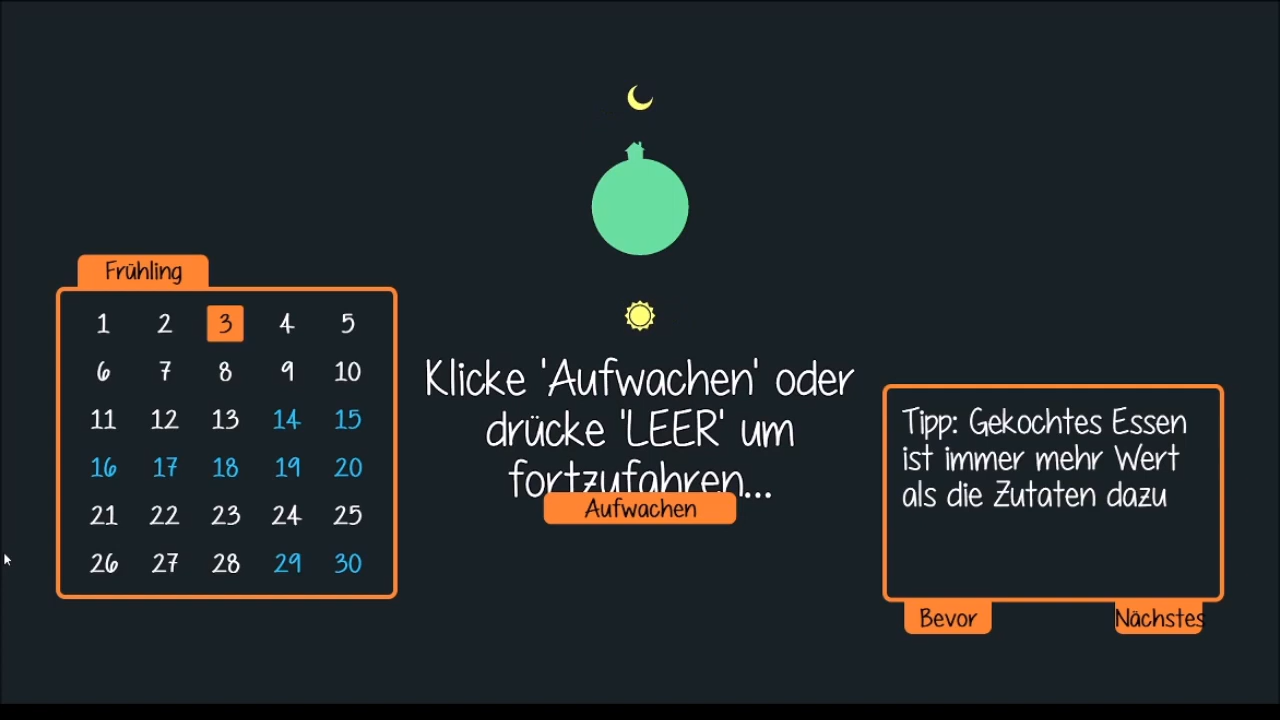 Frühling
1 2 3 4 5
6 7 8 9 10
11 12 13 14 15
16 17 18 19 20
21 22 23 24 25
26 27 28 29 30
Klicke 'Aufwachen' oder
drücke 'LEER' um
fortzufahren...
Aufwachen
Tipp: Gekochtes Essen
ist immer mehr Wert
als die Zutaten dazu
Bevor
Nächstes